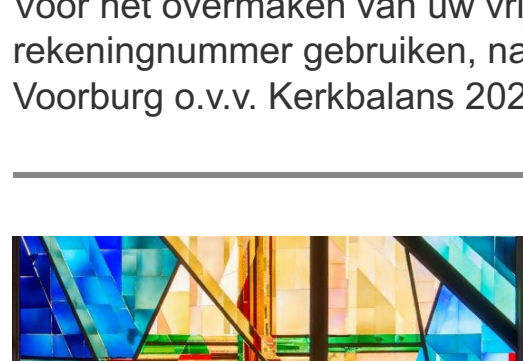 voor het overmaken van uw
rekeningnummer gebruiken,
Voorburg o.v.v. Kerkbalans